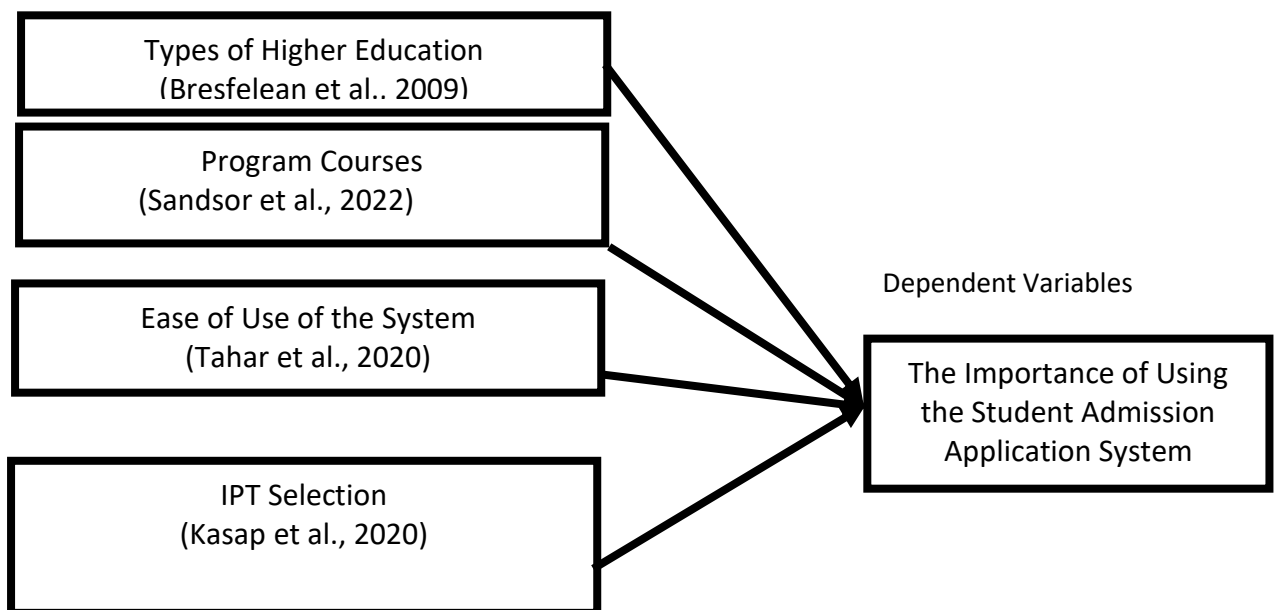 Types of Higher Education
(Bresfelean et al., 2009)
Program Courses
(Sandsor et al., 2022)
Ease of Use of the System
(Tahar et al., 2020)
IPT Selection
(Kasap et al., 2020)
Dependent Variables
The Importance of Using
the Student Admission
Application System